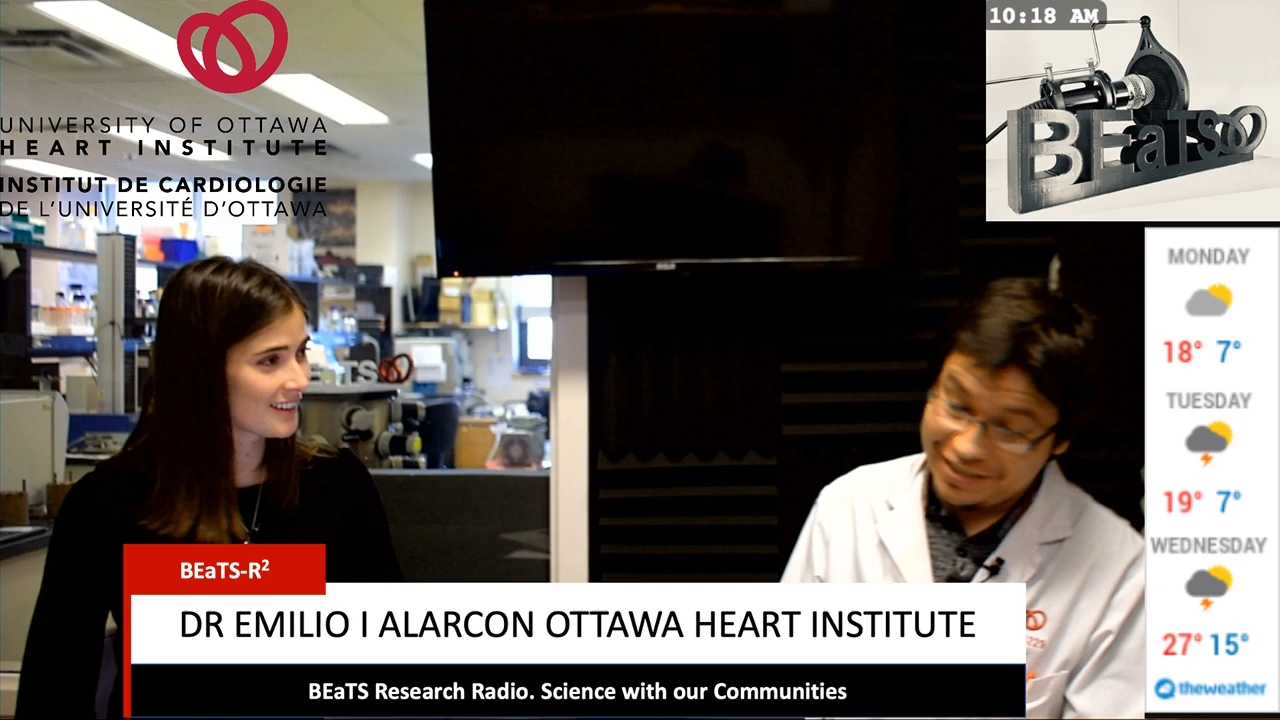 UNIVERSITY OF OTTAWA
HEART INSTITUTE
INSTITUT DE CARDIOLOGIE
DE L'UNIVERSITÉ D'OTTAWA
10:18 AM
BEaTS
MONDAY
18° 7°
TUESDAY
19° 7°
WEDNESDAY
27° 15°
theweather
BEaTS-R²
DR EMILIO I ALARCON OTTAWA HEART INSTITUTE
BEaTS Research Radio. Science with our Communities